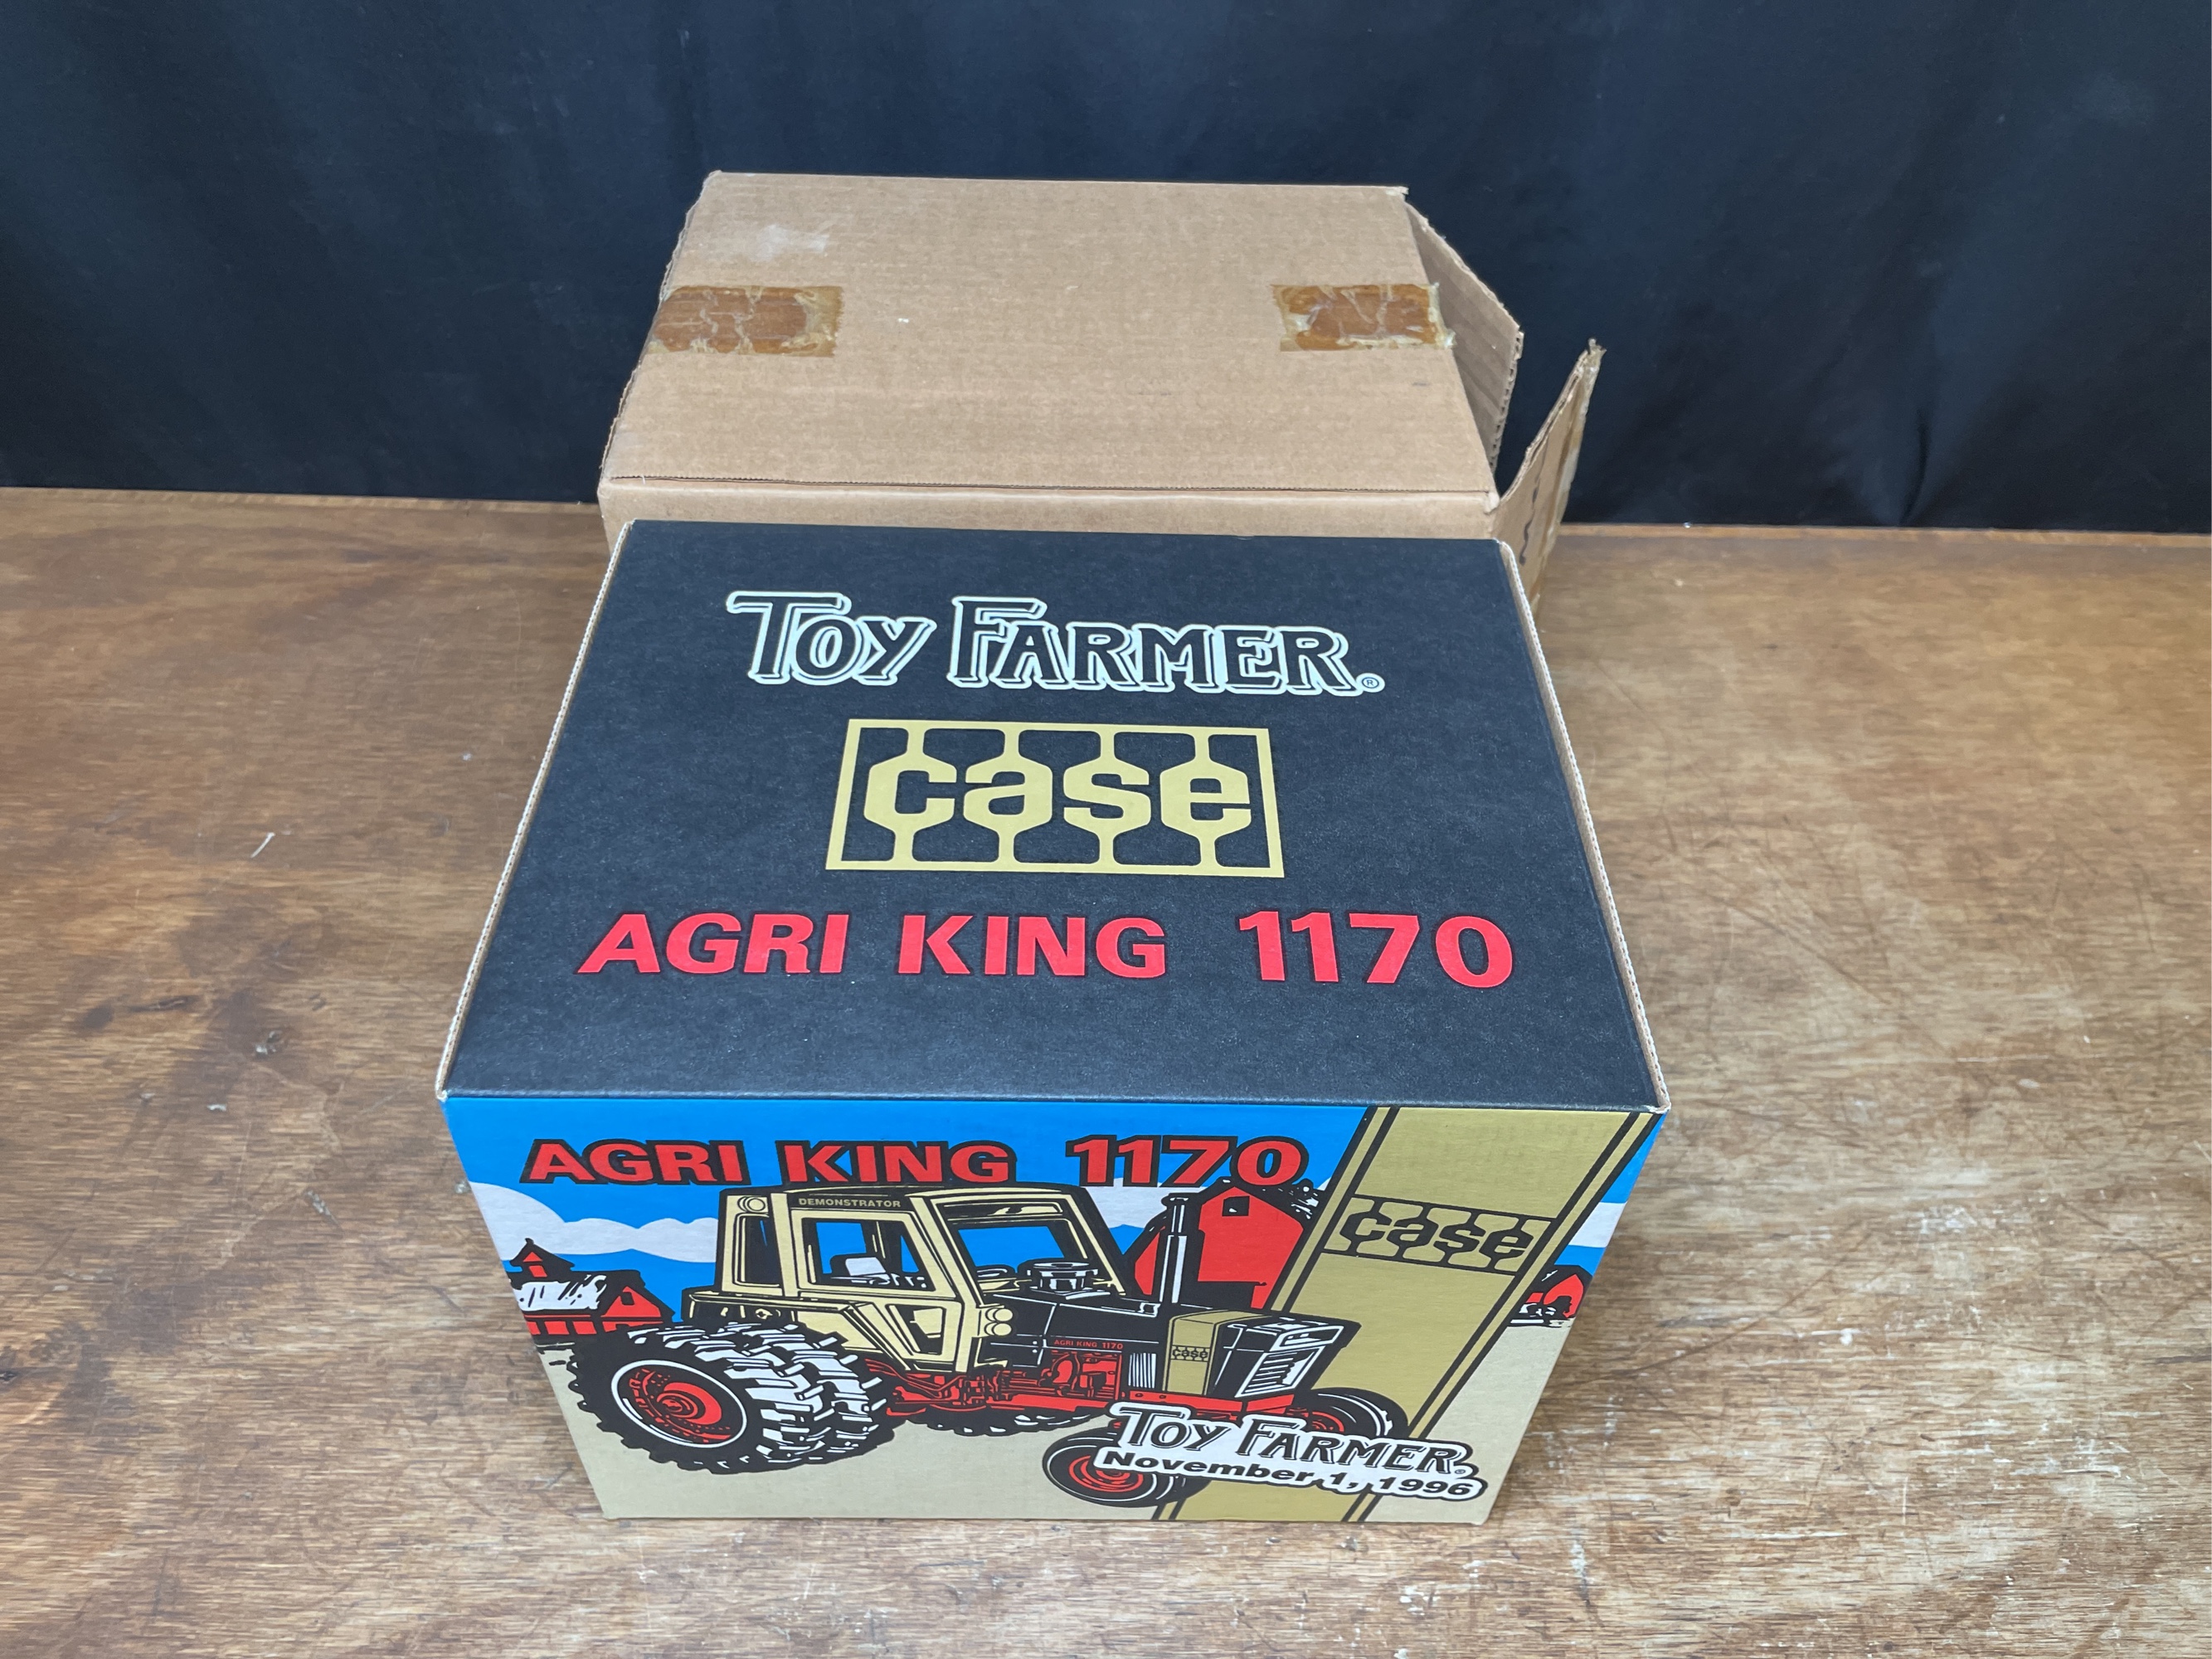 TOY FARMER®
case
AGRI KING 1170
AGRI KING 1170
DEMONSTRATOR
case
AGRI KING 1170
case
TOY FARMER®
November 1, 1996